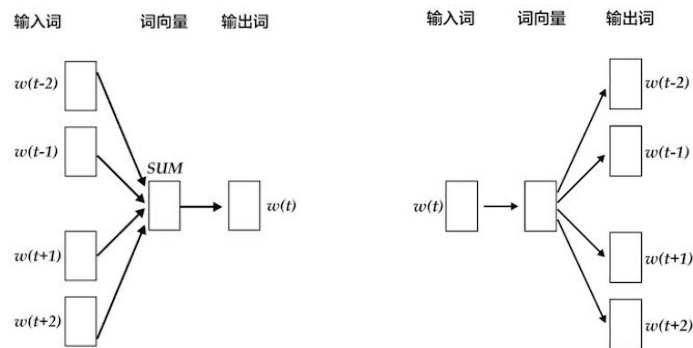 输入词 词向量 输出词
w(t-2)
w(t-1)
SUM
w(t)
w(t+1)
w(t+2)
输入词 词向量 输出词
w(t-2)
w(t-1)
w(t)
w(t+1)
w(t+2)